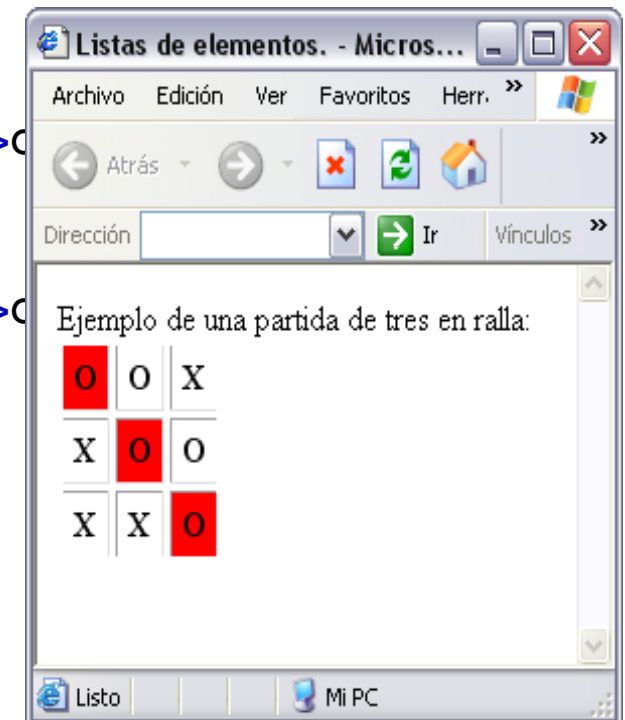 Listas de elementos. - Micros...
Archivo Edición Ver Favoritos Herr. »
>
Atrás »
Dirección Ir Vínculos »
>
Ejemplo de una partida de tres en ralla:
O O X
X O O
X X O
Listo Mi PC